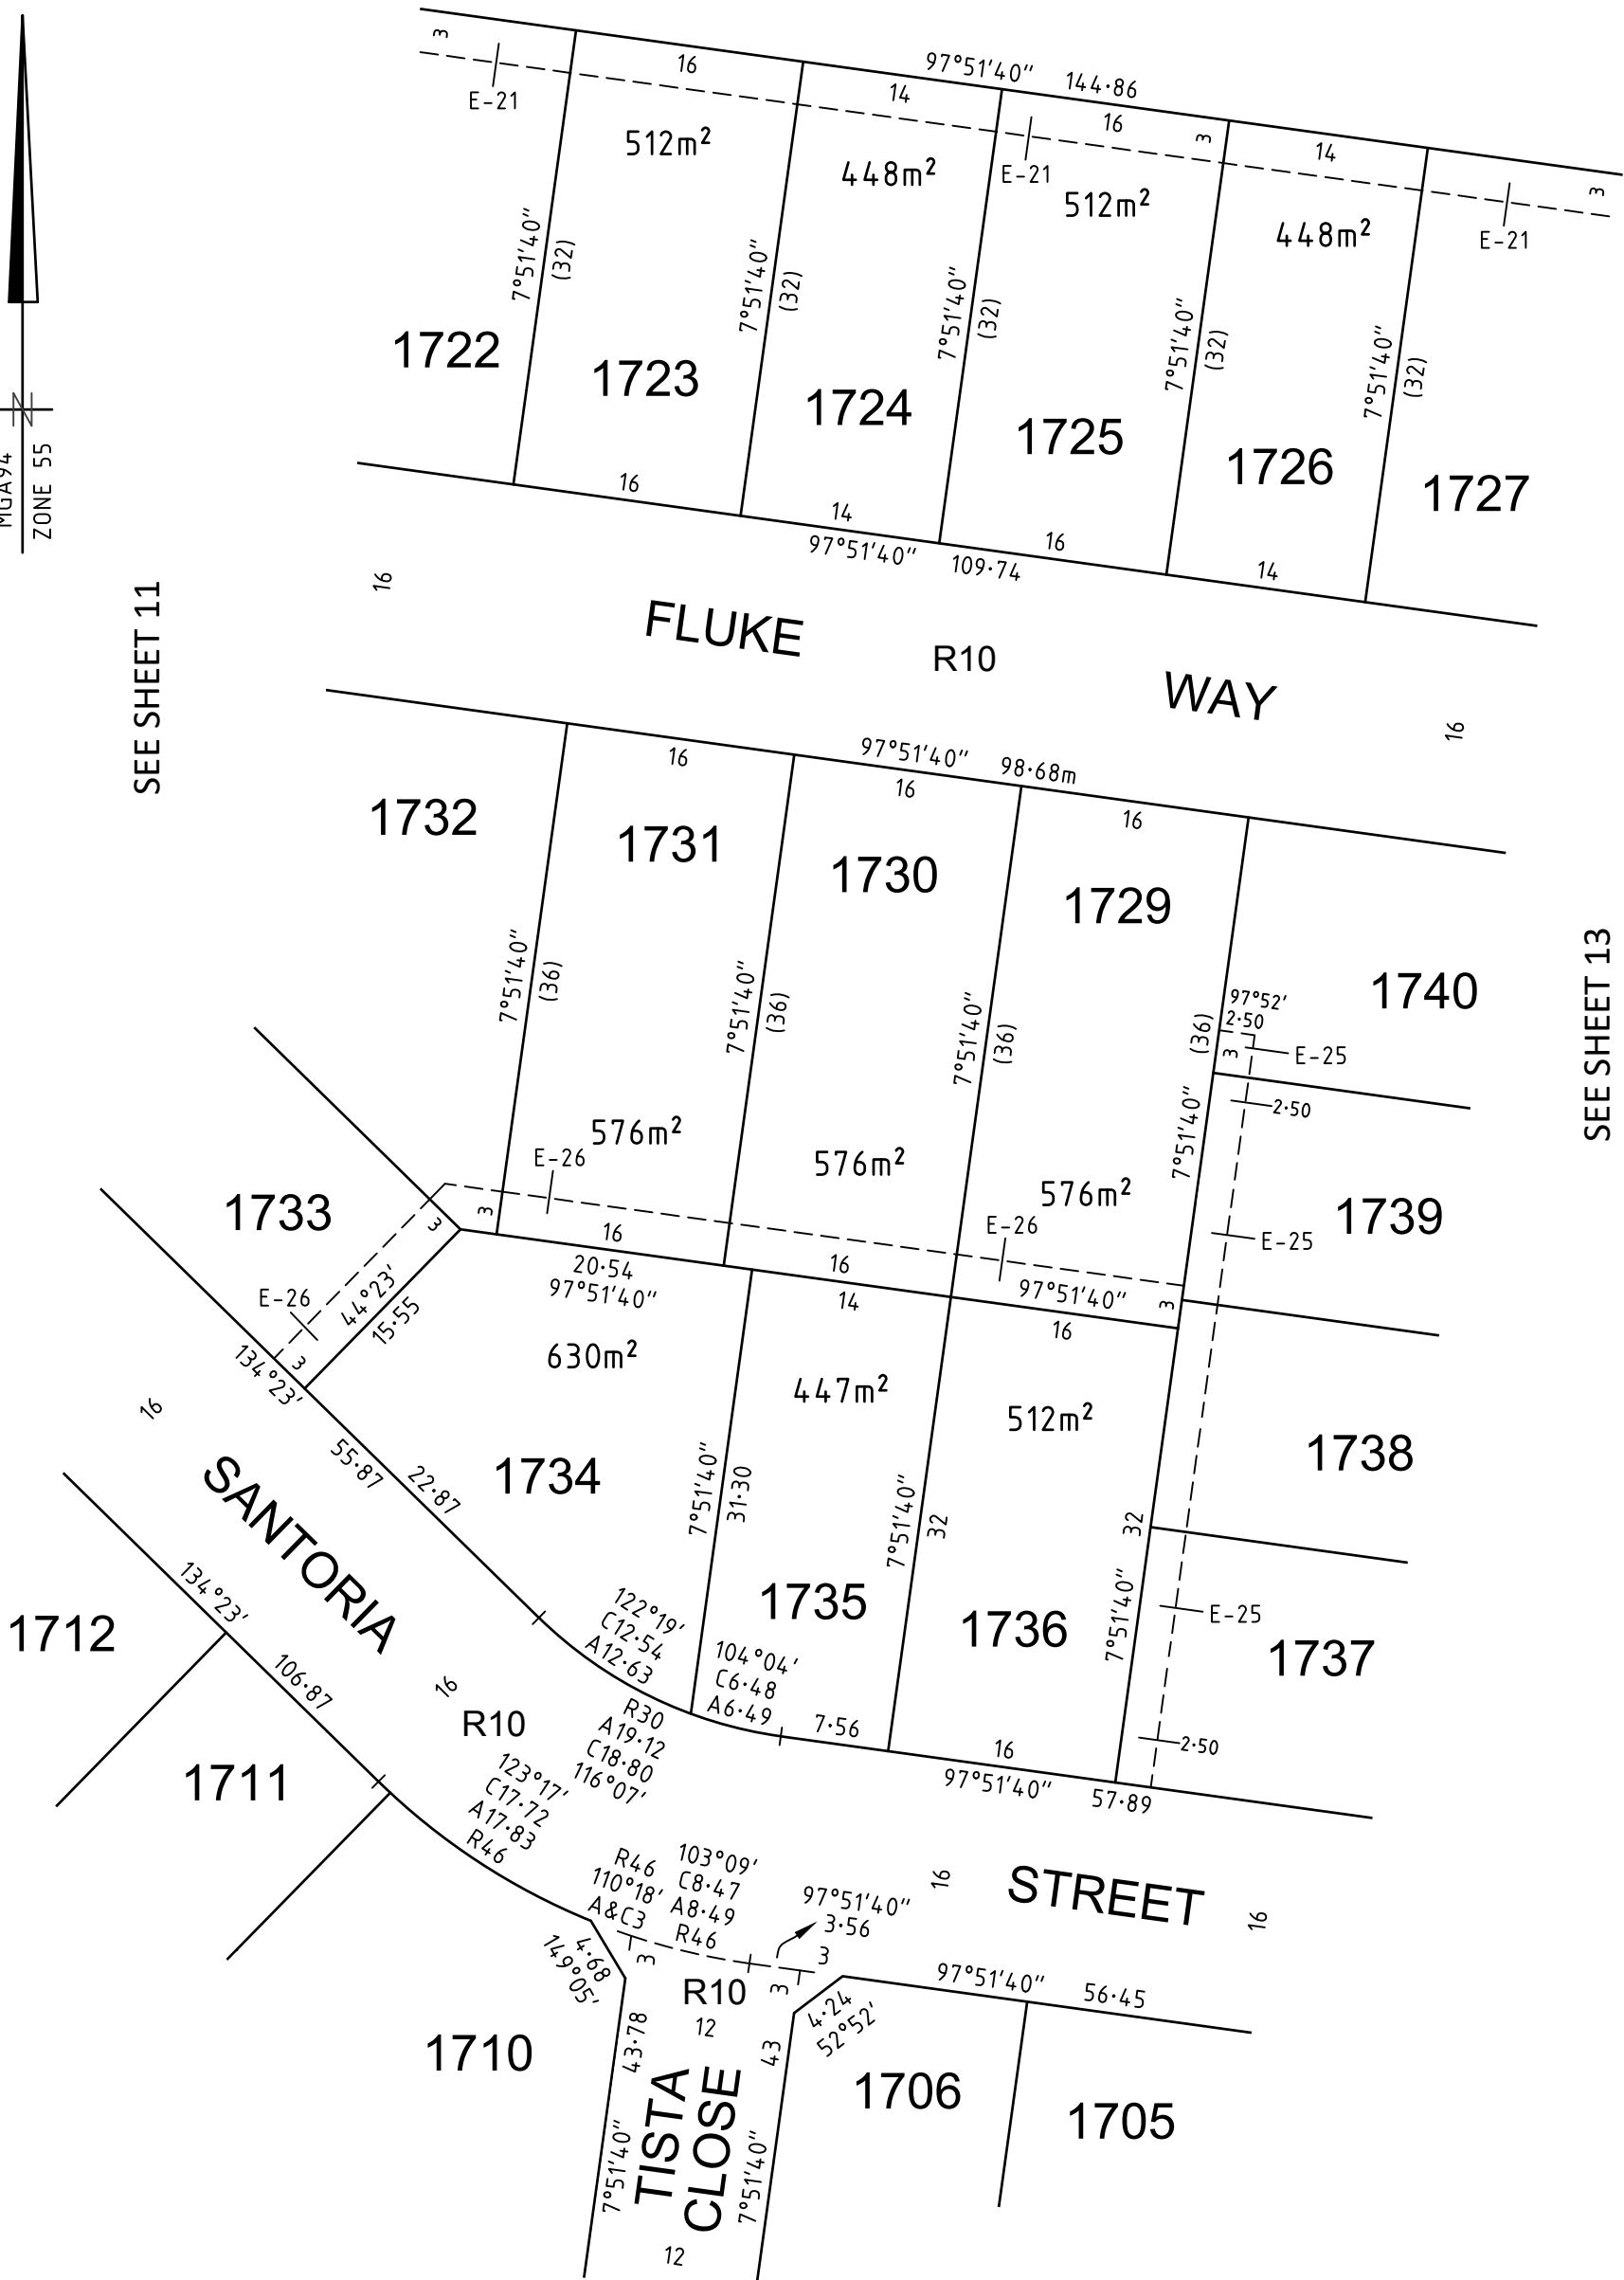 3
16
97°51'40" 144·86
14
16
3
14
3
E-21
512m²
448m²
E-21
512m²
448m²
E-21
7°51'40"
(32)
7°51'40"
(32)
7°51'40"
(32)
7°51'40"
(32)
7°51'40"
(32)
1722
1723
1724
1725
1726
1727
MGA94
ZONE 55
N
16
14
97°51'40" 109·74
16
14
SEE SHEET 11
16
FLUKE
R10
WAY
16
16
97°51'40" 98·68m
16
16
1732
1731
1730
1729
SEE SHEET 13
1740
7°51'40"
(36)
7°51'40"
(36)
7°51'40"
(36)
(36)
7°51'40"
97°52'
2·50
3
E-25
2·50
576m²
576m²
576m²
E-26
E-26
1733
1739
E-25
3
3
16
20·54
97°51'40"
16
14
97°51'40"
3
16
E-26
44°23'
15·55
3
134°23'
630m²
447m²
512m²
16
55·87
22·87
SANTORIA
1734
7°51'40"
31·30
7°51'40"
32
32
7°51'40"
1738
1735
1736
1737
E-25
2·50
134°23'
1712
106·87
122°19'
C12·54
A12·63
104°04'
C6·48
A6·49
7·56
16
97°51'40" 57·89
16
R10
R30
A19·12
C18·80
116°07'
1711
123°17'
C17·72
A17·83
R46
R46
110°18'
A&C3
103°09'
C8·47
A8·49
R46
97°51'40"
3·56
16
STREET
16
4·68
149°05'
3
3
3
R10
12
4·24
52°52'
97°51'40" 56·45
1710
43·78
7°51'40"
TISTA
CLOSE
43
7°51'40"
12
1706
1705